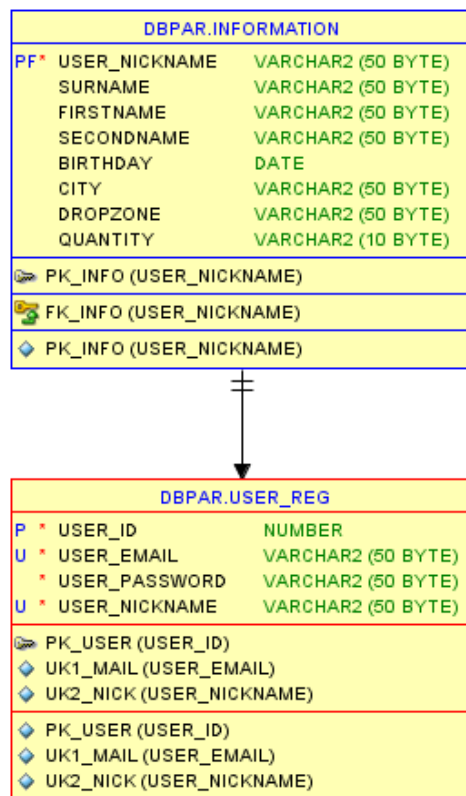 DBPAR.INFORMATION
PF* USER_NICKNAME VARCHAR2 (50 BYTE)
SURNAME VARCHAR2 (50 BYTE)
FIRSTNAME VARCHAR2 (50 BYTE)
SECONDNAME VARCHAR2 (50 BYTE)
BIRTHDAY DATE
CITY VARCHAR2 (50 BYTE)
DROPZONE VARCHAR2 (50 BYTE)
QUANTITY VARCHAR2 (10 BYTE)
PK_INFO (USER_NICKNAME)
FK_INFO (USER_NICKNAME)
PK_INFO (USER_NICKNAME)
DBPAR.USER_REG
P * USER_ID NUMBER
U * USER_EMAIL VARCHAR2 (50 BYTE)
* USER_PASSWORD VARCHAR2 (50 BYTE)
U * USER_NICKNAME VARCHAR2 (50 BYTE)
PK_USER (USER_ID)
UK1_MAIL (USER_EMAIL)
UK2_NICK (USER_NICKNAME)
PK_USER (USER_ID)
UK1_MAIL (USER_EMAIL)
UK2_NICK (USER_NICKNAME)